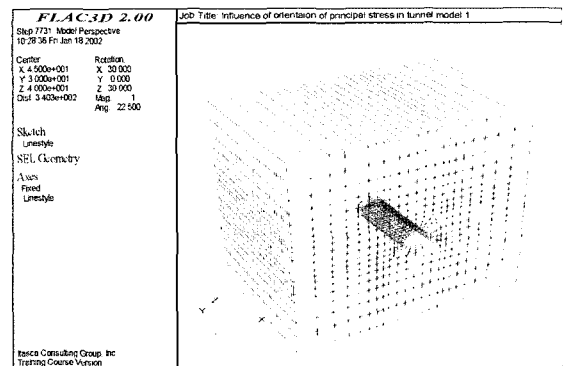 FLAC3D 2.00
Step 7731 Model Perspective
10:28:36 Fri Jan 18 2002
Center Rotation
X: 4.500e+001 X: 30.000
Y: 3.000e+001 Y: 0.000
Z: 4.000e+001 Z: 30.000
Dist: 3.403e+002 Mag.: 1
Ang.: 22.500
Sketch
Linestyle
SEL Geometry
Axes
Fixed
Linestyle
Itasca Consulting Group, Inc
Training Course Version
Job Title: Influence of orientaion of principal stress in tunnel model 1
Y
X